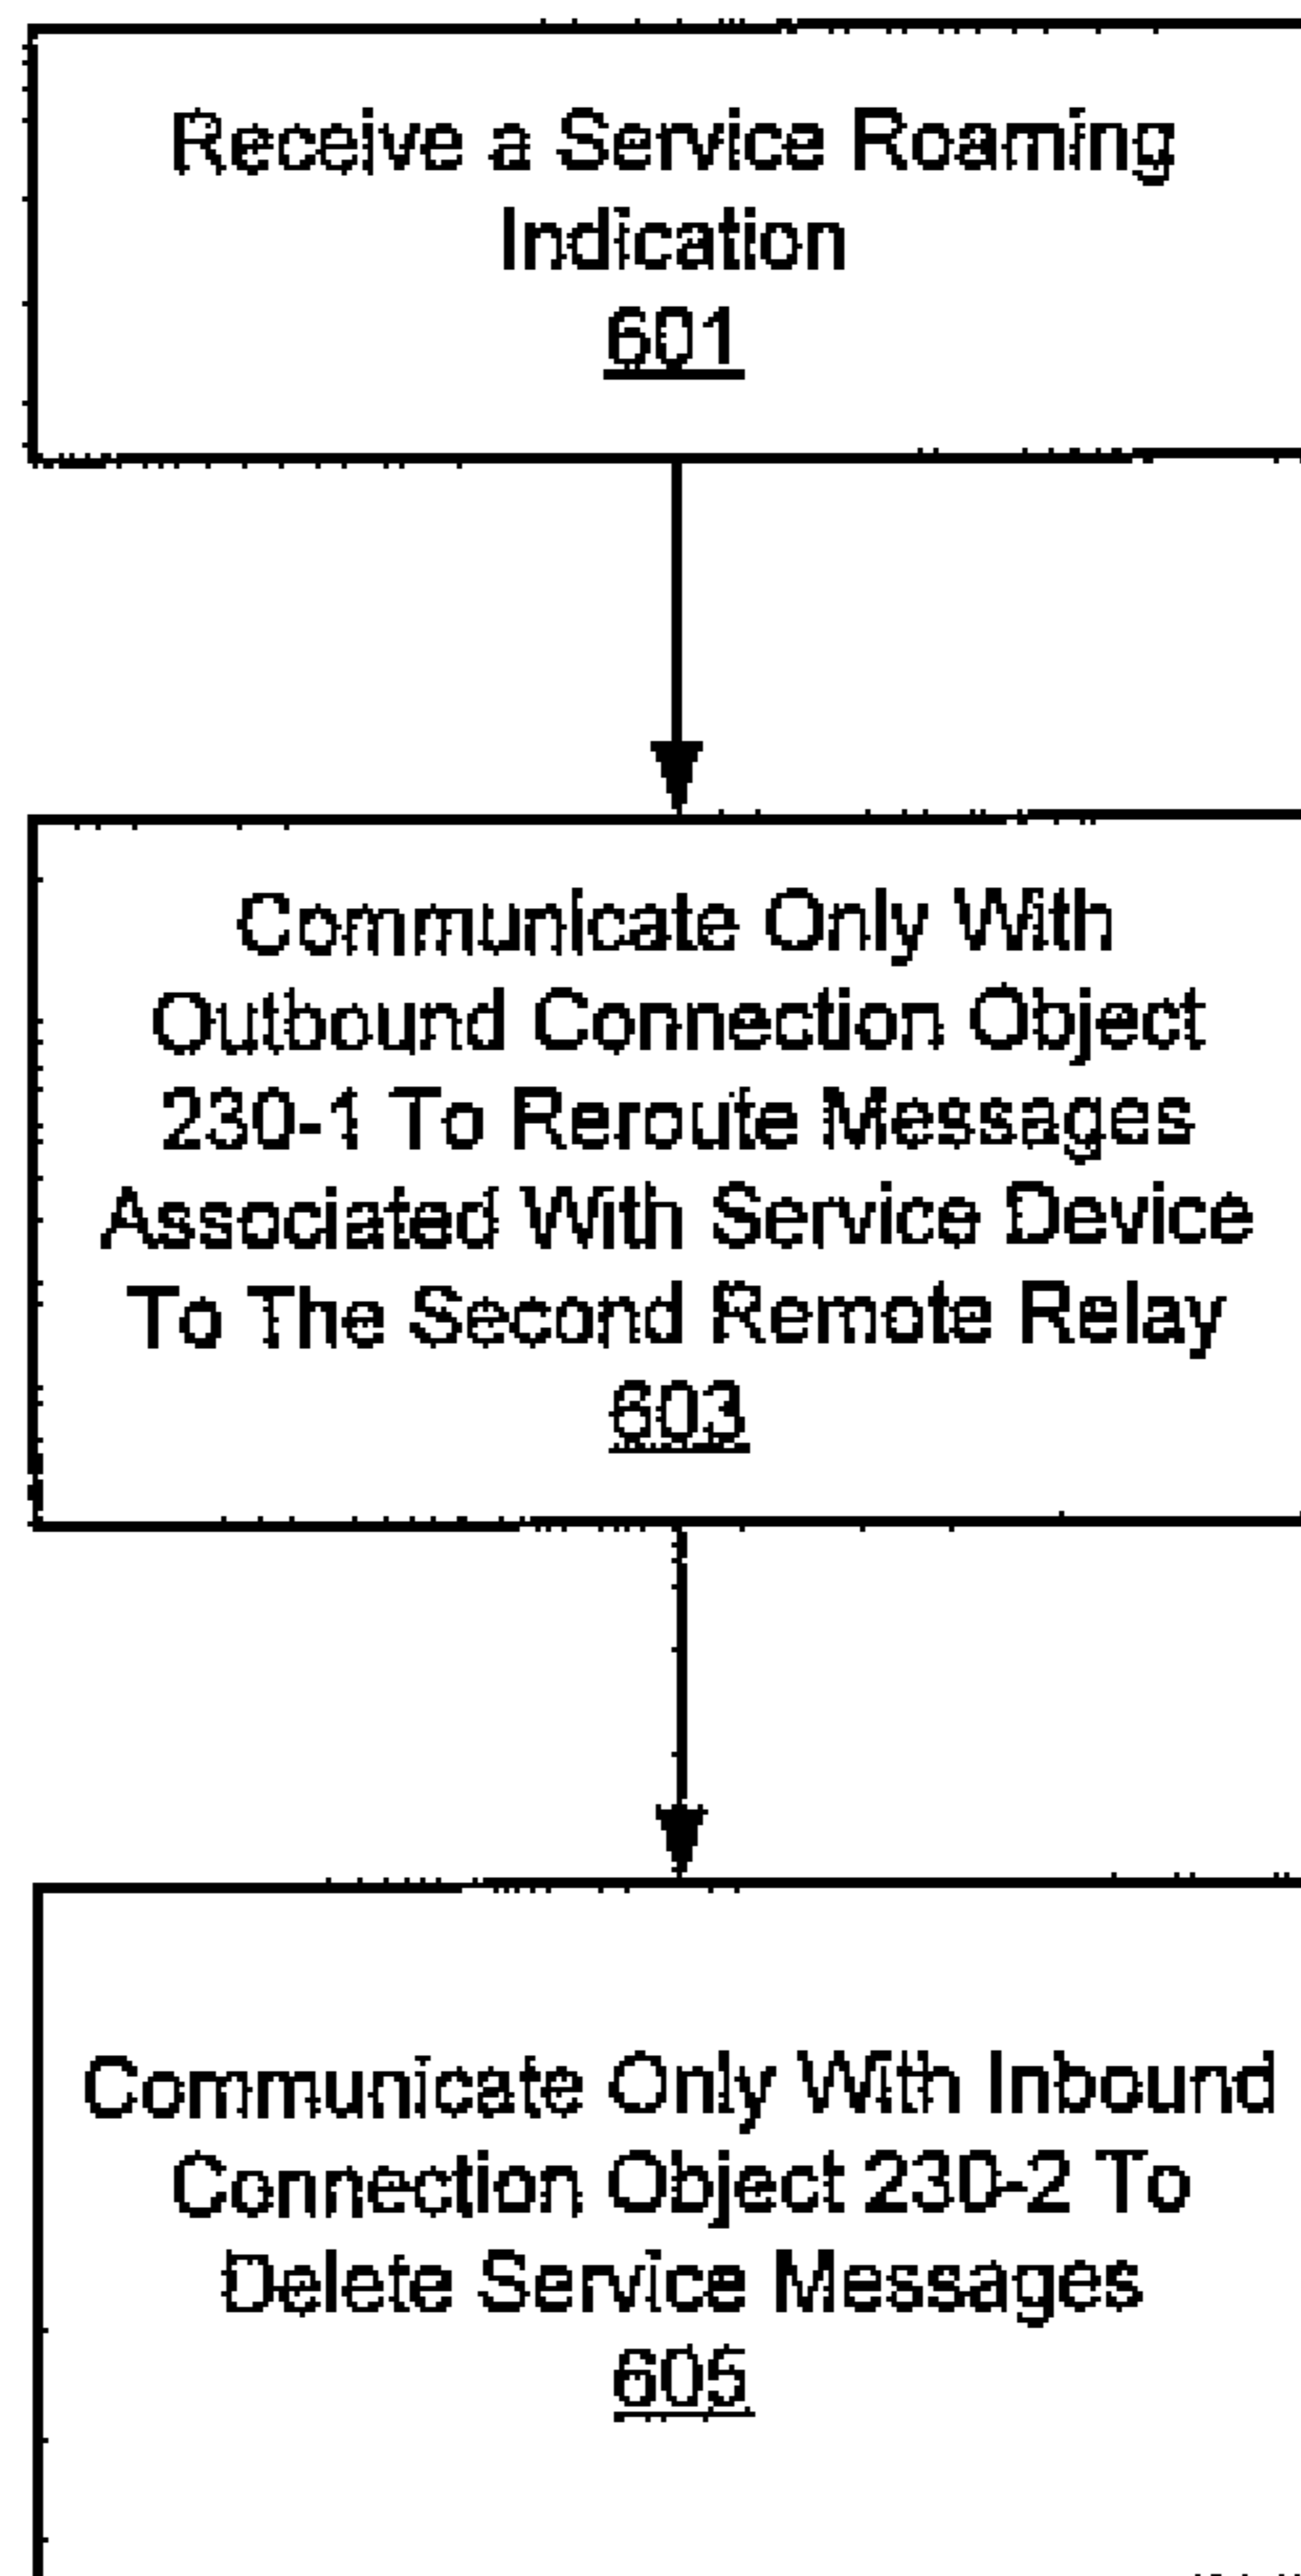 Receive a Service Roaming
Indication
601
Communicate Only With
Outbound Connection Object
230-1 To Reroute Messages
Associated With Service Device
To The Second Remote Relay
603
Communicate Only With Inbound
Connection Object 230-2 To
Delete Service Messages
605